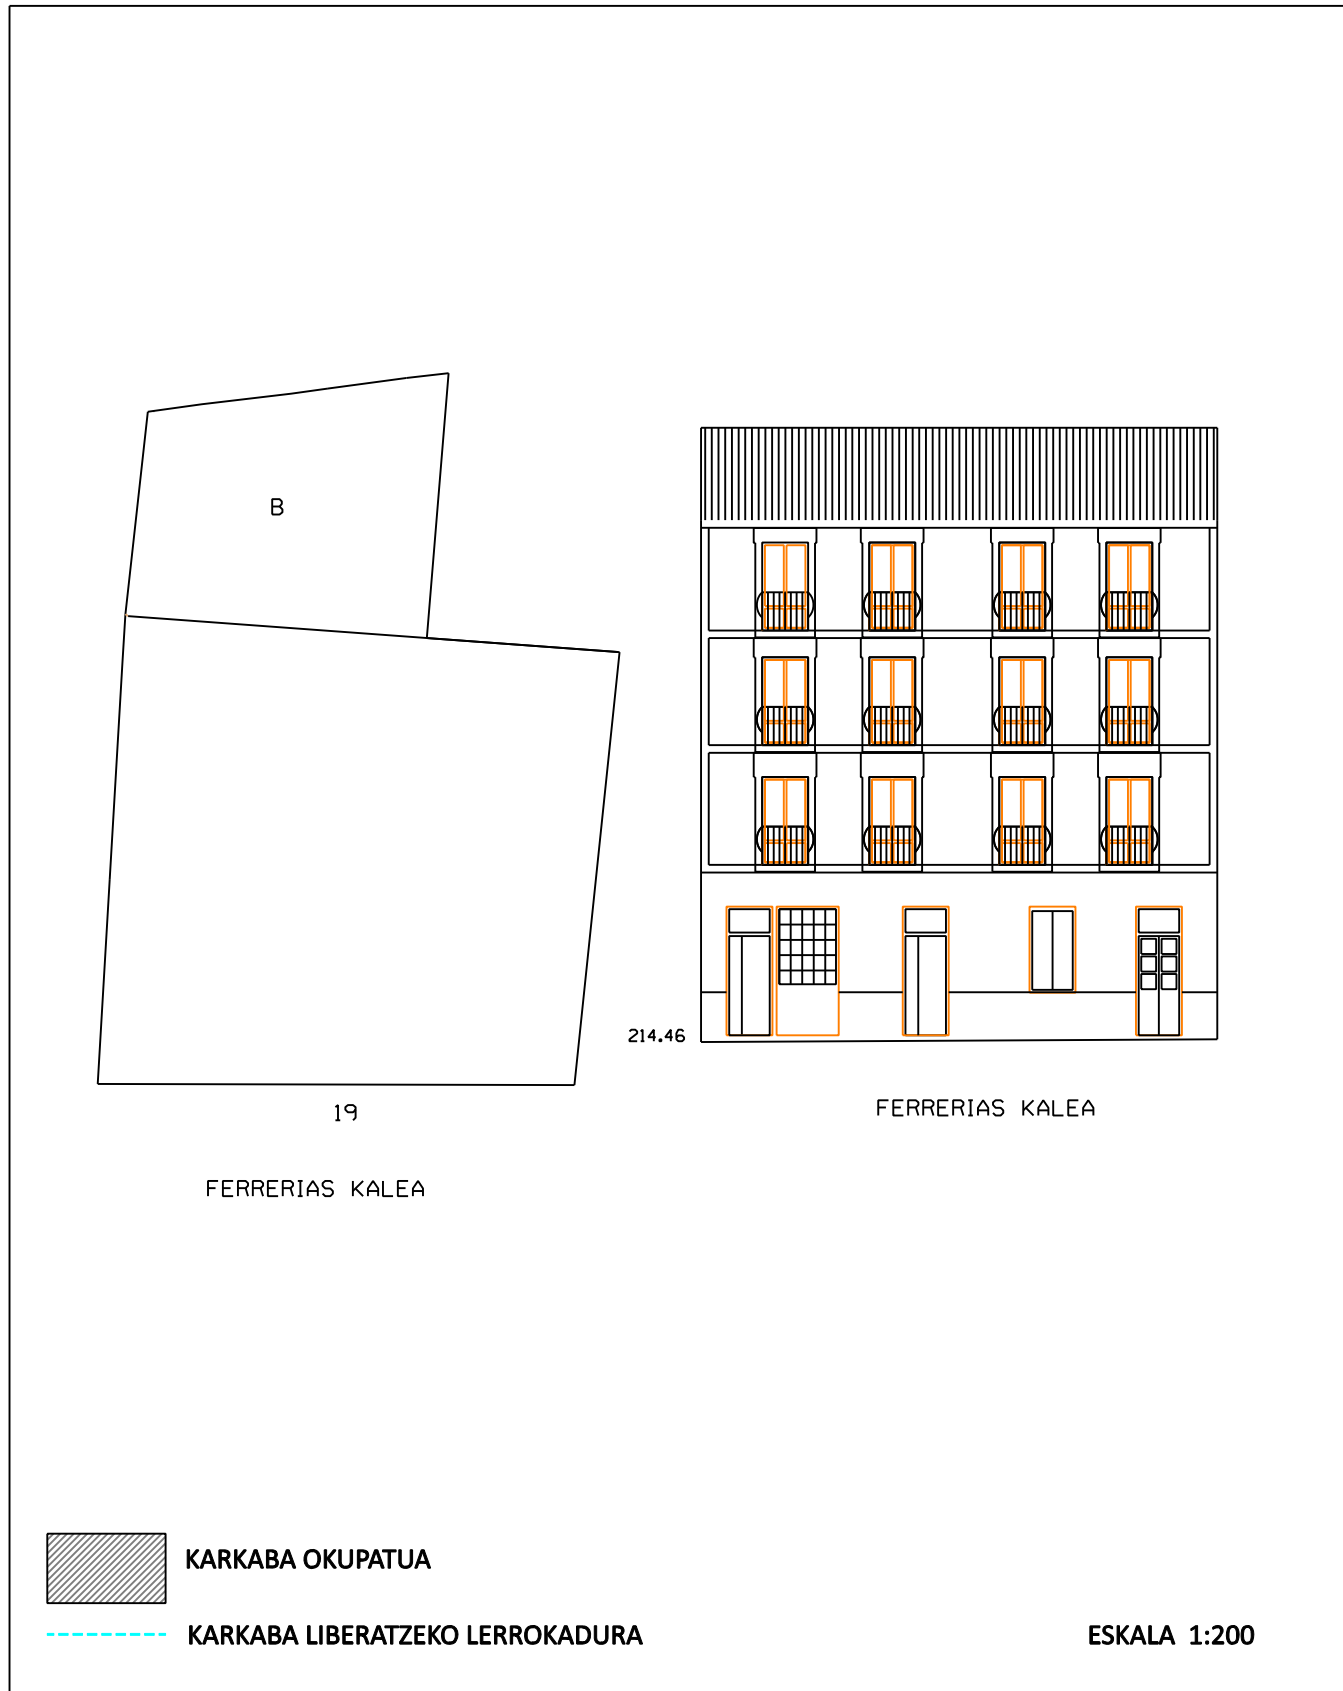 B
214.46
19
FERRERIAS KALEA
FERRERIAS KALEA
KARKABA OKUPATUA
KARKABA LIBERATZEKO LERROKADURA
ESKALA 1:200